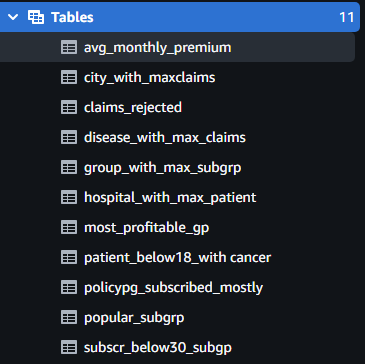 Tables 11
avg_monthly_premium
city_with_maxclaims
claims_rejected
disease_with_max_claims
group_with_max_subgrp
hospital_with_max_patient
most_profitable_gp
patient_below18_with cancer
policypg_subscribed_mostly
popular_subgrp
subscr_below30_subgp